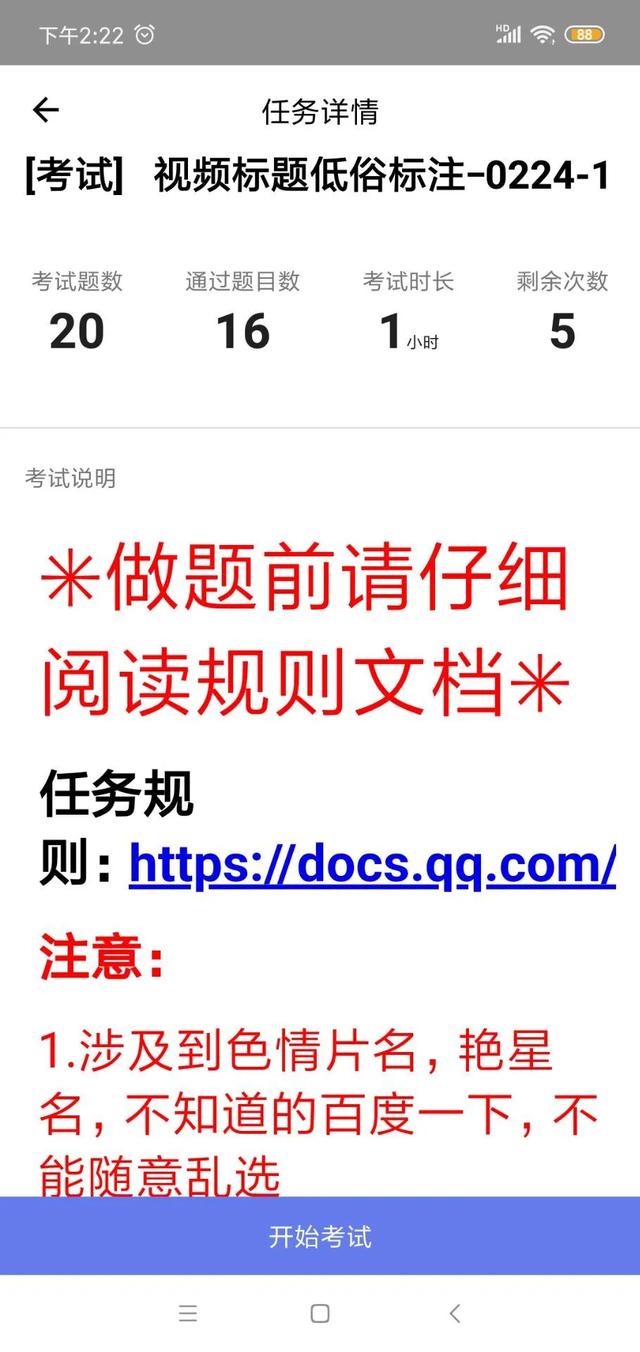 下午2:22
HD 88
任务详情
[考试] 视频标题低俗标注-0224-1
考试题数 通过题目数 考试时长 剩余次数
20 16 1小时 5
考试说明
✳做题前请仔细
阅读规则文档✳
任务规
则：https://docs.qq.com/
注意：
1.涉及到色情片名，艳星
名，不知道的百度一下，不
能随意乱选
开始考试